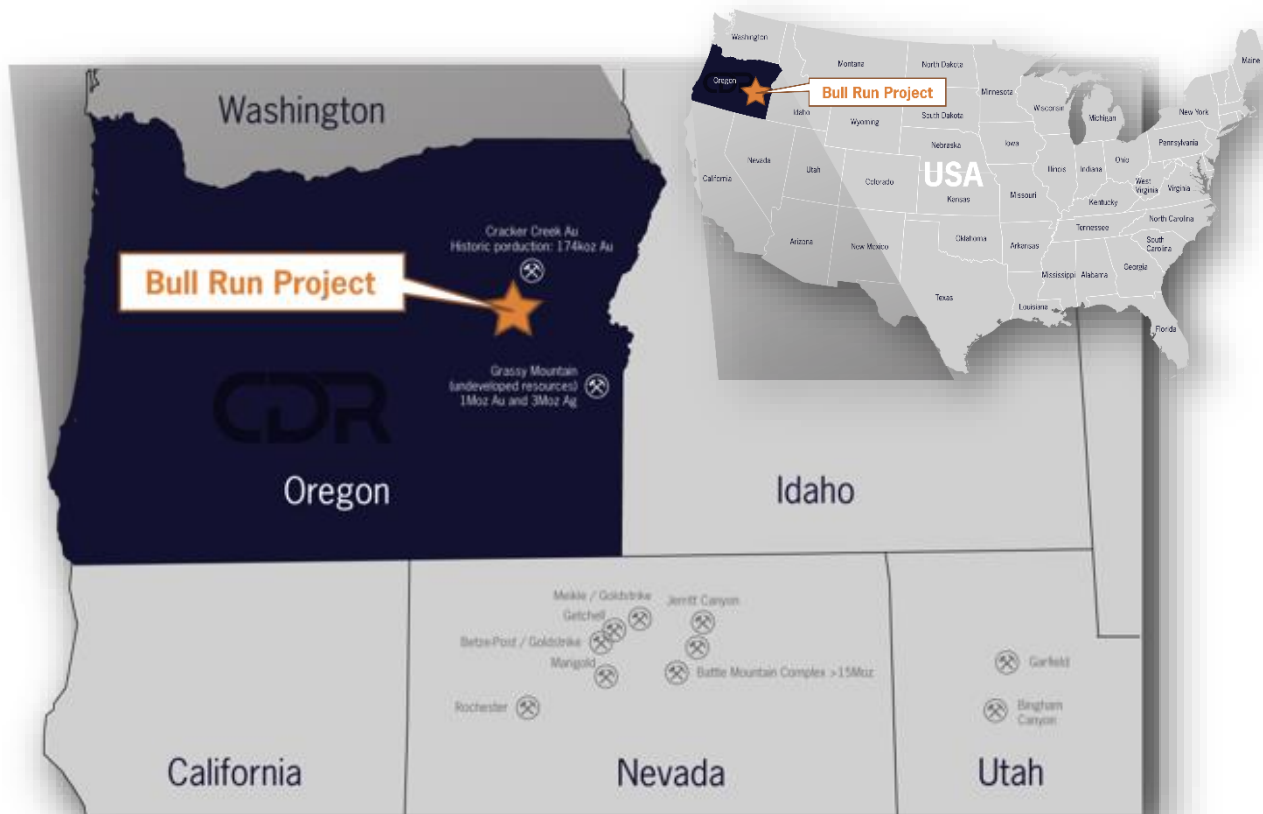 Washington
Cracker Creek Au
Historic porduction: 174koz Au
Bull Run Project
Grassy Mountain
(undeveloped resources)
1Moz Au and 3Moz Ag
CDR
Oregon
Idaho
Meikle / Goldstrike
Getchell
Jerritt Canyon
Betze-Post / Goldstrike
Marigold
Battle Mountain Complex >15Moz
Rochester
Garfield
Bingham
Canyon
California
Nevada
Utah
Washington
Montana
North Dakota
Maine
Oregon
CDR
Bull Run Project
Minnesota
Idaho
Wyoming
South Dakota
Wisconsin
Michigan
New York
Nebraska
Iowa
Pennsylvania
Nevada
Utah
Colorado
USA
Kansas
Illinois
Indiana
Ohio
California
Missouri
West
Virginia
Virginia
Kentucky
North Carolina
Arizona
New Mexico
Oklahoma
Arkansas
Tennessee
South
Carolina
Texas
Mississippi
Alabama
Georgia
Louisiana
Florida